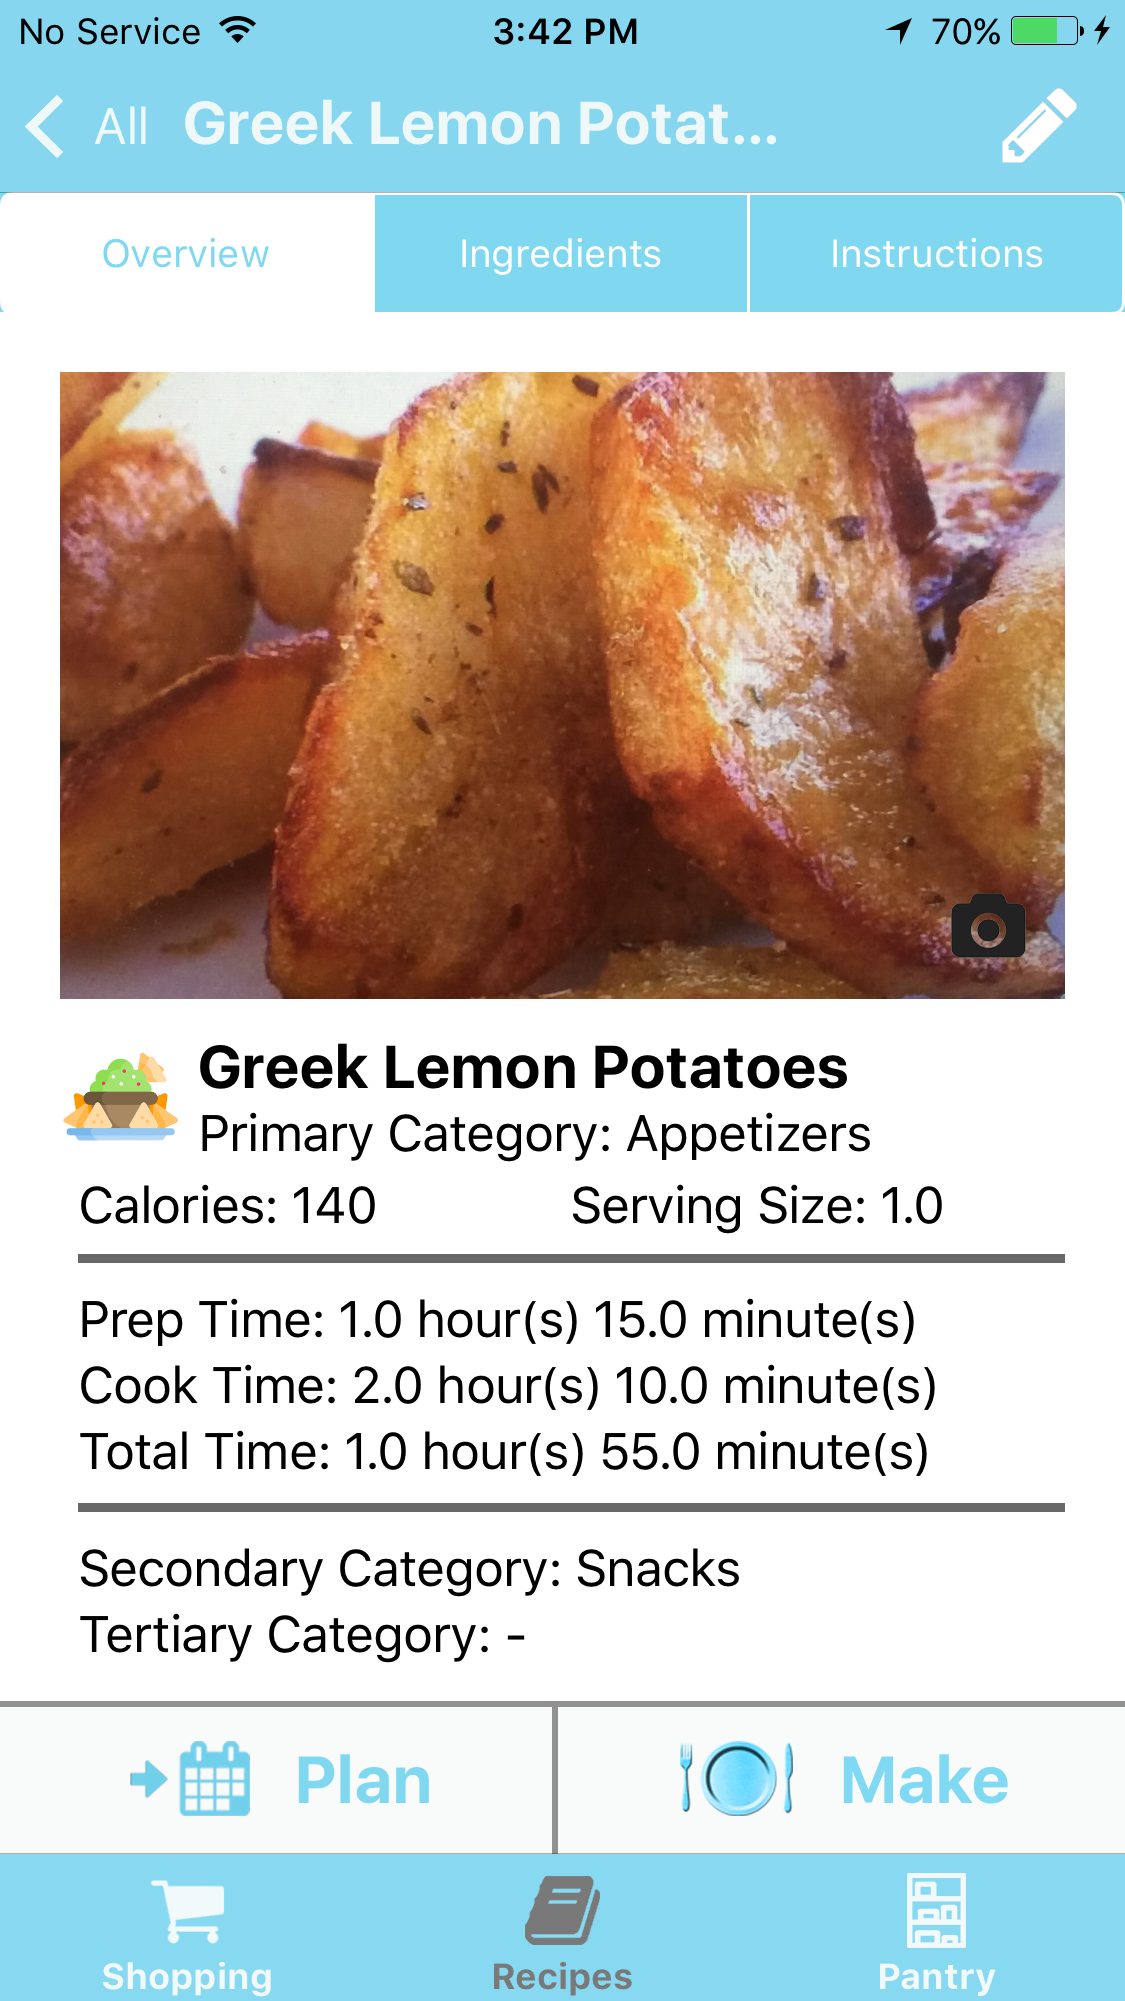 No Service 3:42 PM 70%
All Greek Lemon Potat...
Overview Ingredients Instructions
Greek Lemon Potatoes
Primary Category: Appetizers
Calories: 140 Serving Size: 1.0
Prep Time: 1.0 hour(s) 15.0 minute(s)
Cook Time: 2.0 hour(s) 10.0 minute(s)
Total Time: 1.0 hour(s) 55.0 minute(s)
Secondary Category: Snacks
Tertiary Category: -
Plan Make
Shopping Recipes Pantry